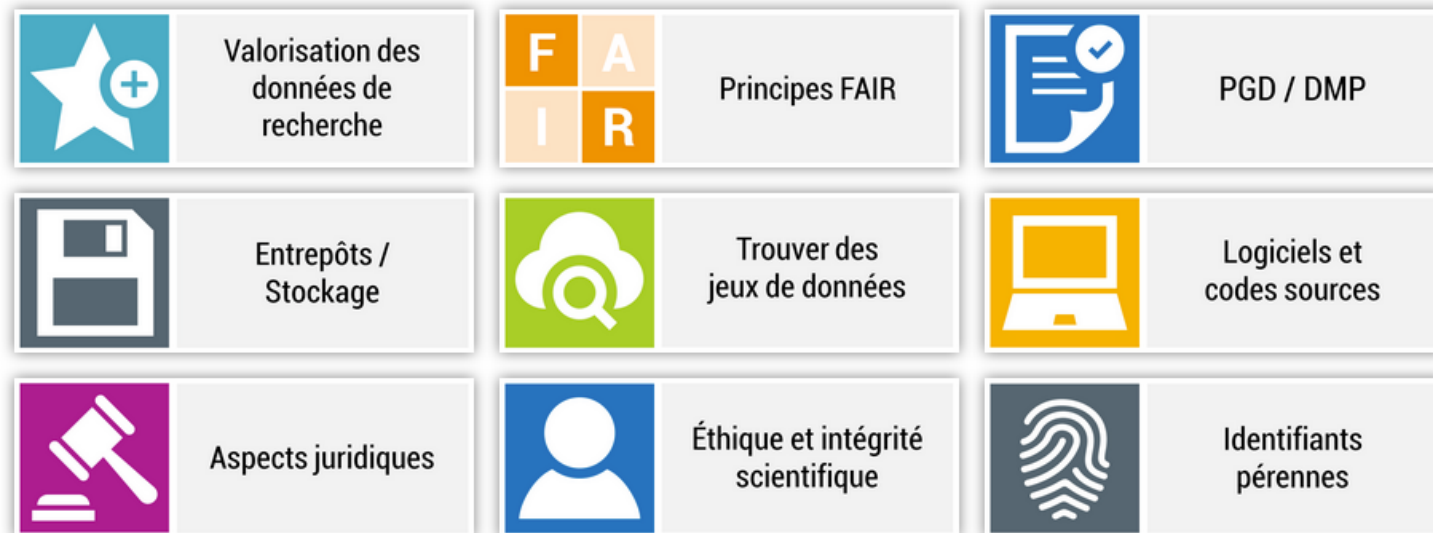 Valorisation des
données de
recherche
F A
I R
Principes FAIR
PGD / DMP
Entrepôts /
Stockage
Trouver des
jeux de données
Logiciels et
codes sources
Aspects juridiques
Éthique et intégrité
scientifique
Identifiants
pérennes